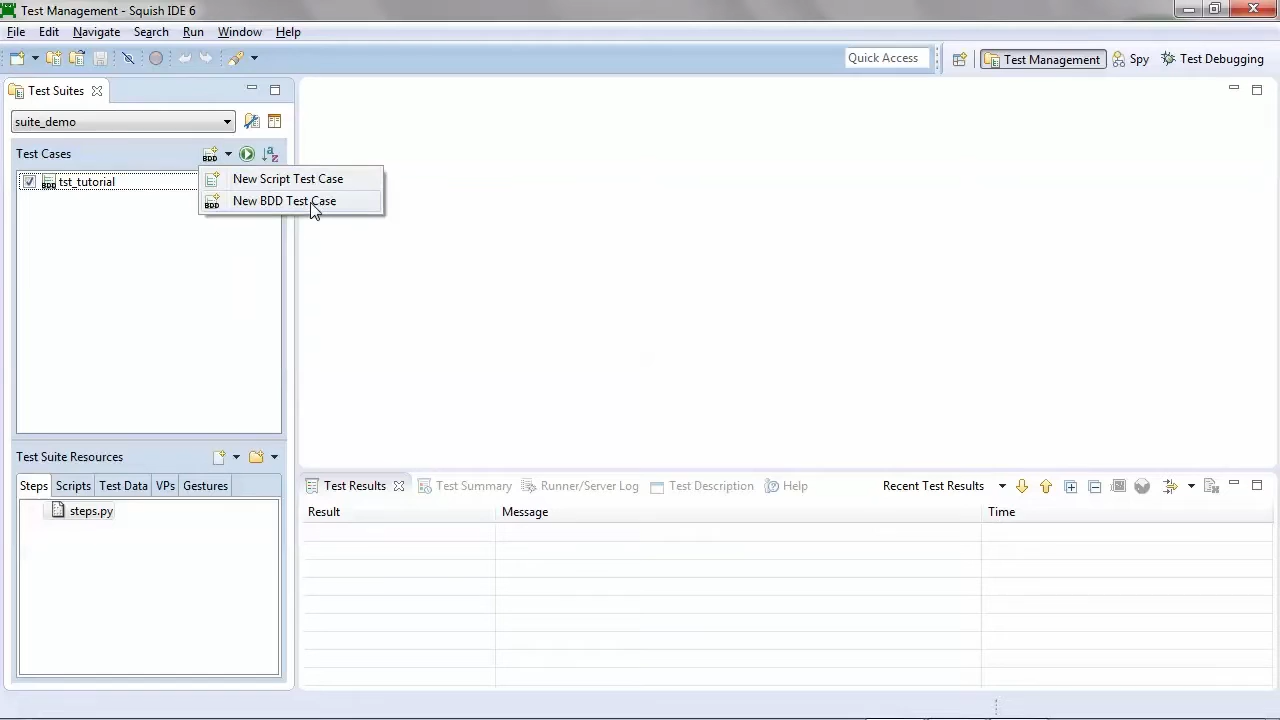 Test Management - Squish IDE 6
File Edit Navigate Search Run Window Help
Quick Access
Test Management
Spy
Test Debugging
Test Suites
suite_demo
Test Cases
BDD
BDD tst_tutorial
New Script Test Case
BDD New BDD Test Case
Test Suite Resources
Steps Scripts Test Data VPs Gestures
steps.py
Test Results Test Summary Runner/Server Log Test Description Help Recent Test Results
Result Message Time